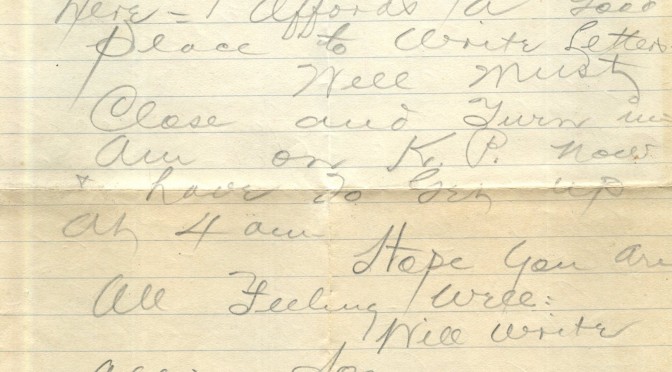 here - I affords a Good
place to Write Letters
Well Must
Close and Turn in -
Am on K. P. now
+ have to Get up
At 4 am
Hope You Are
All Feeling Well:
Will Write